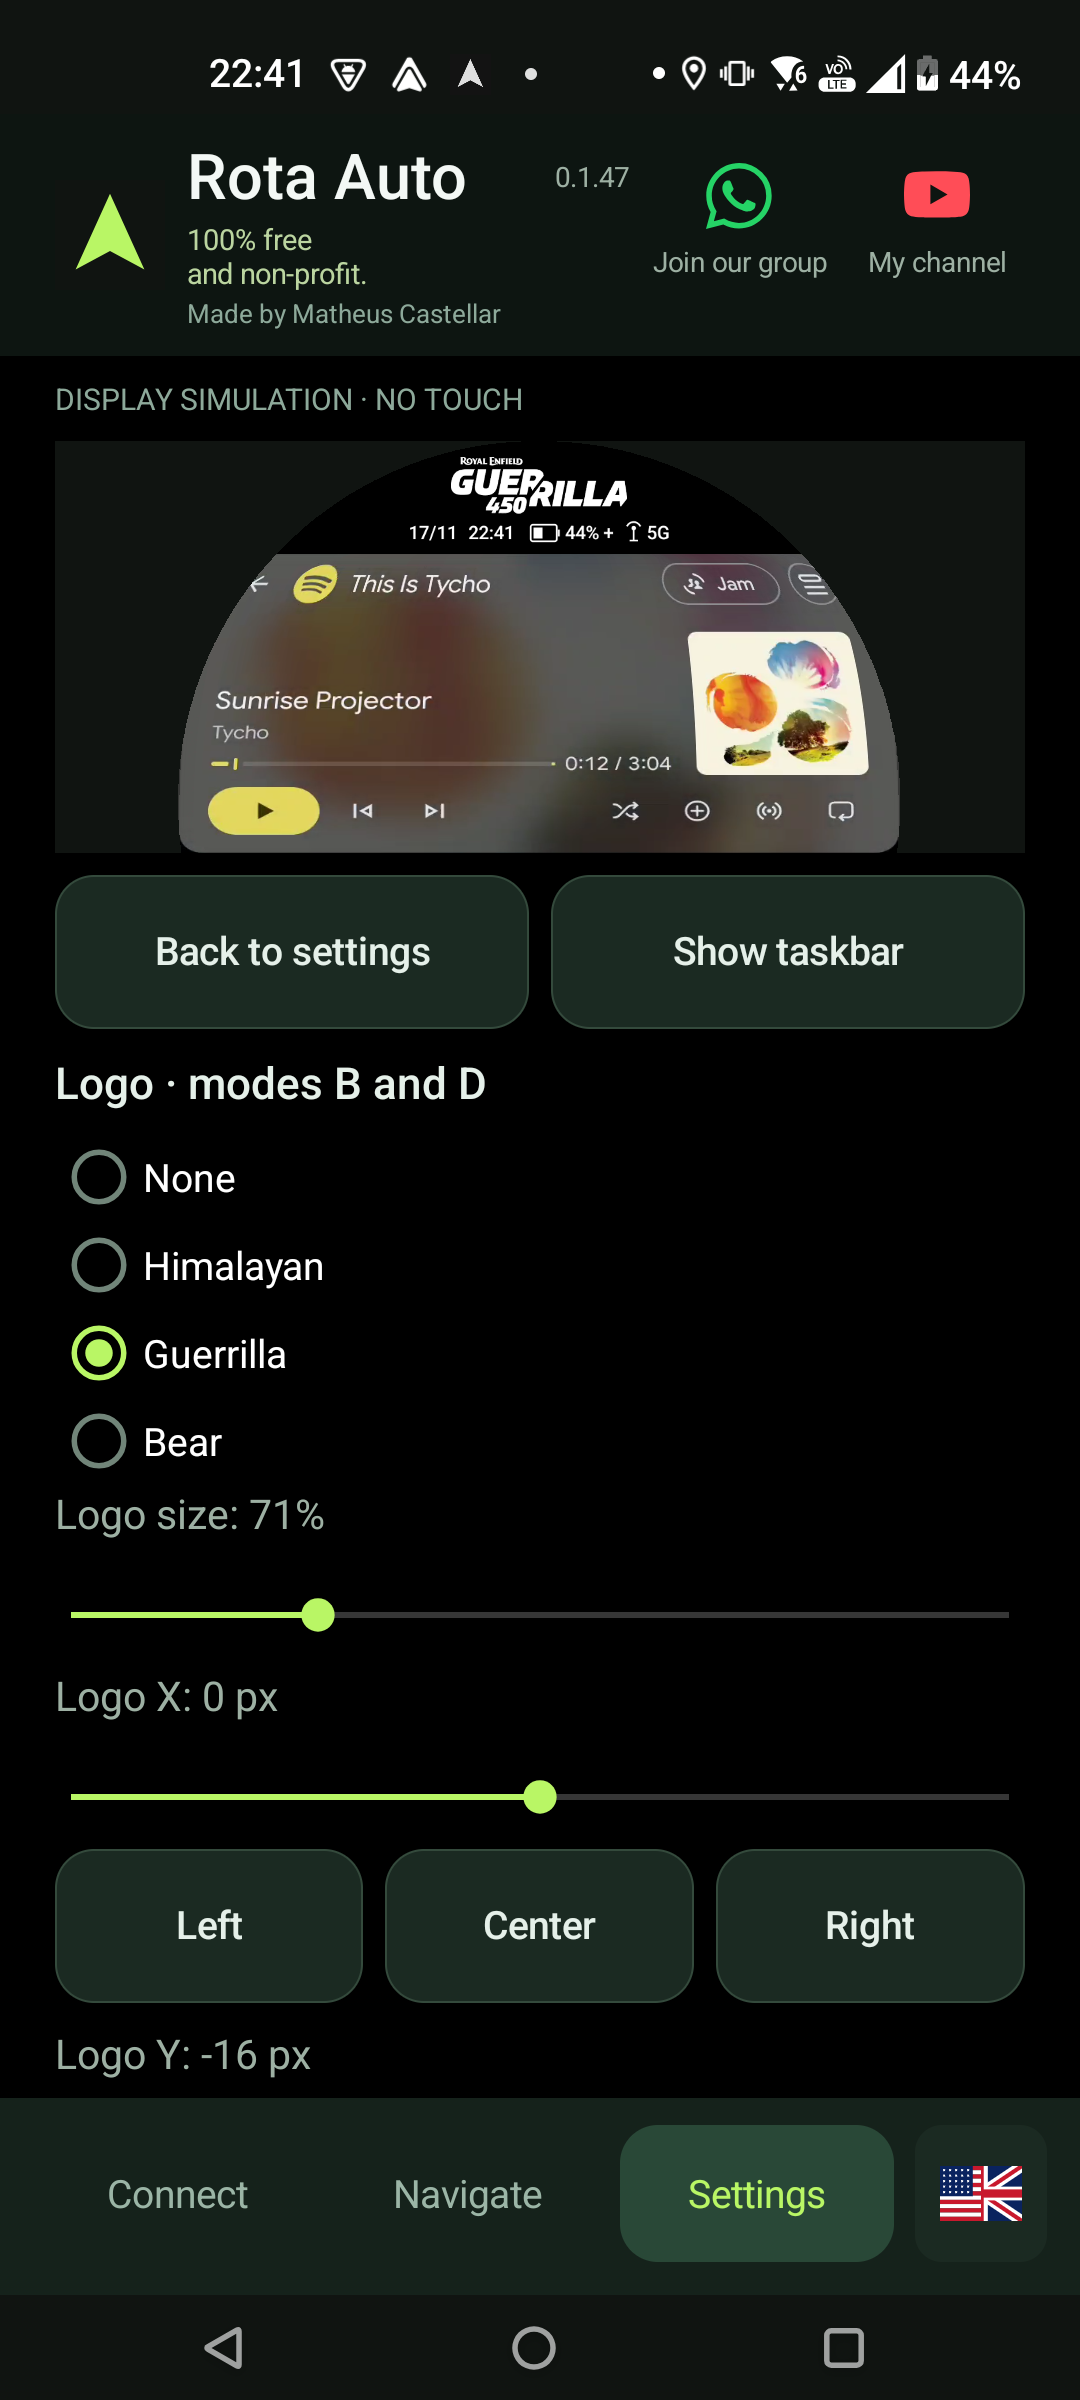 22:41
6
VO LTE
44%
Rota Auto
0.1.47
100% free
and non-profit.
Made by Matheus Castellar
Join our group
My channel
DISPLAY SIMULATION · NO TOUCH
ROYAL ENFIELD
GUERRILLA
450
17/11 22:41 44% + 5G
This Is Tycho
Jam
Sunrise Projector
Tycho
0:12 / 3:04
Back to settings
Show taskbar
Logo · modes B and D
None
Himalayan
Guerrilla
Bear
Logo size: 71%
Logo X: 0 px
Left
Center
Right
Logo Y: -16 px
Connect
Navigate
Settings